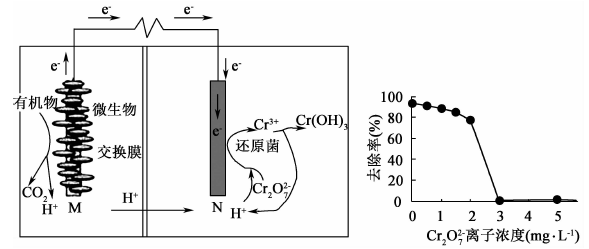 e⁻ e⁻
e⁻ e⁻
有机物 微生物
交换膜
CO₂
H⁺ M
H⁺
e⁻
N
还原菌
Cr³⁺ Cr(OH)₃
Cr₂O₇²⁻
H⁺
去除率(%)
100
80
60
40
20
0
0 1 2 3 4 5
Cr₂O₇²⁻离子浓度(mg·L⁻¹)